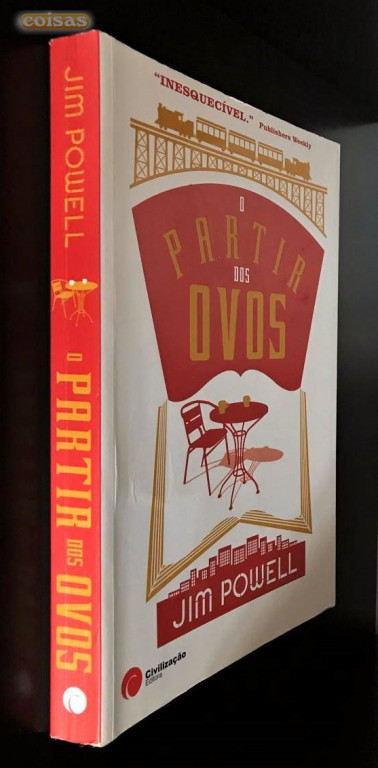 coisas
JIM POWELL
O PARTIR DOS OVOS
“INESQUECÍVEL.”
Publishers Weekly
O
PARTIR
DOS
OVOS
JIM POWELL
Civilização
Editora